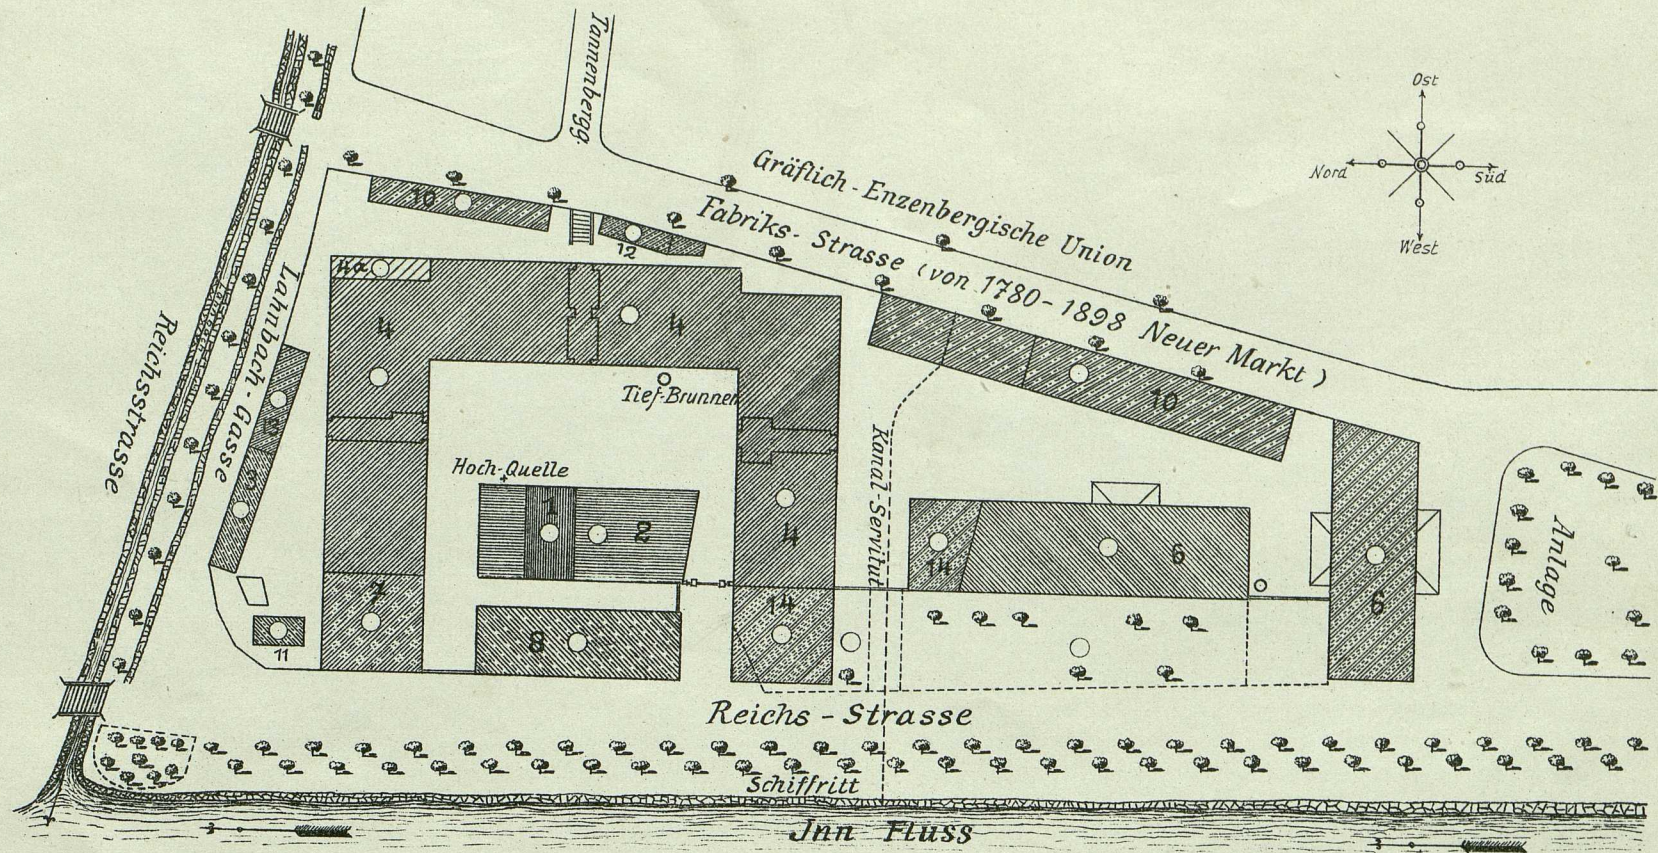 Tannenbergg.
Ost
Nord
Süd
West
Gräflich-Enzenbergische Union
Fabriks-Strasse (von 1780-1898 Neuer Markt)
10
12
4a
4
4
Lahnbach-Gasse
Reichsstrasse
Tief-Brunnen
10
Hoch-Quelle
Kanal-Servitut
1
2
4
14
6
6
Anlage
7
14
8
11
Reichs-Strasse
Schiffritt
Jnn Fluss